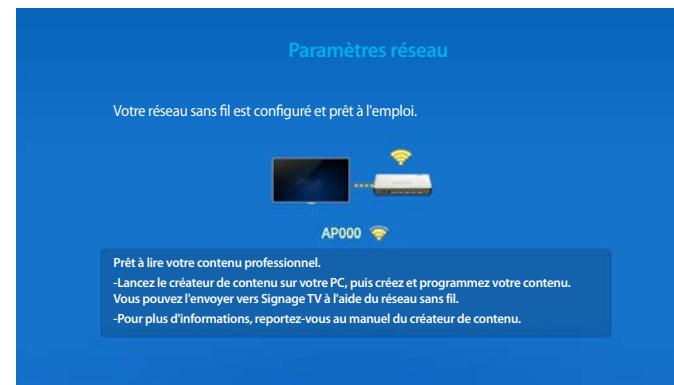 Paramètres réseau
Votre réseau sans fil est configuré et prêt à l'emploi.
AP000
Prêt à lire votre contenu professionnel.
-Lancez le créateur de contenu sur votre PC, puis créez et programmez votre contenu.
Vous pouvez l'envoyer vers Signage TV à l'aide du réseau sans fil.
-Pour plus d'informations, reportez-vous au manuel du créateur de contenu.